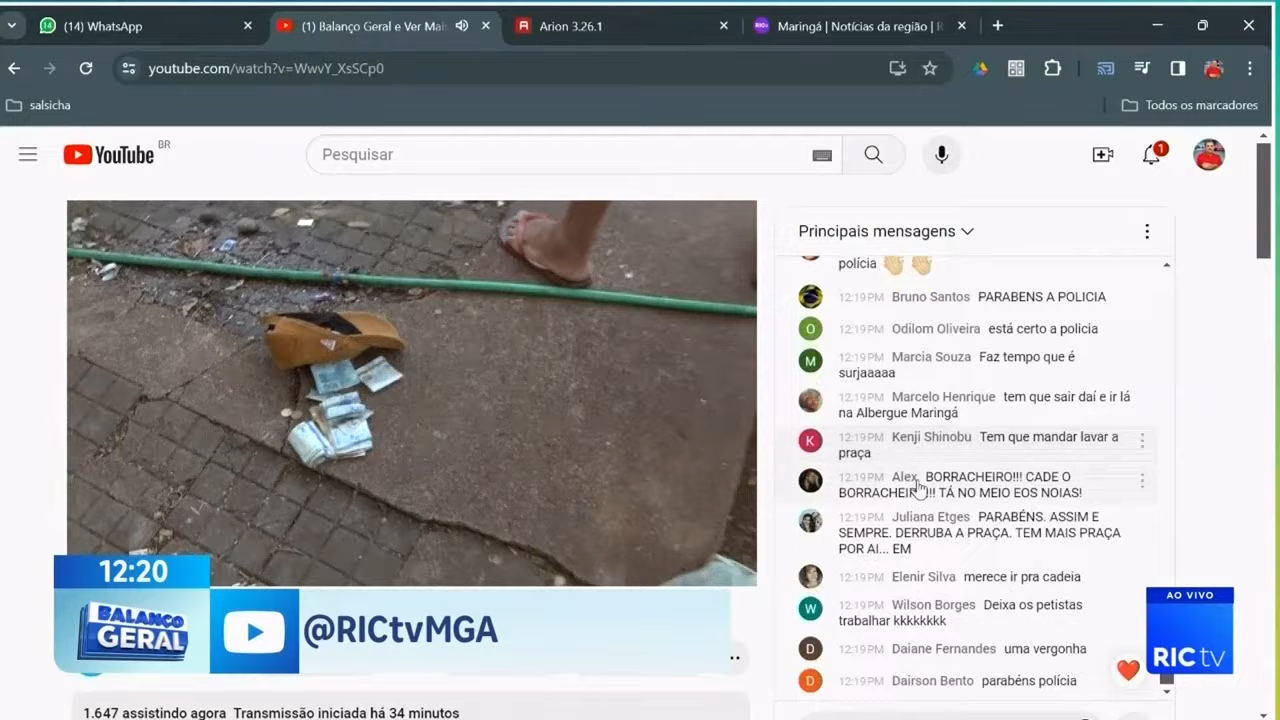 (14) WhatsApp
(1) Balanço Geral e Ver Mai
Arion 3.26.1
Maringá | Notícias da região | R
youtube.com/watch?v=WwvY_XsSCp0
salsicha
Todos os marcadores
YouTube BR
Pesquisar
1
Principais mensagens
polícia
12:19 PM Bruno Santos PARABENS A POLICIA
12:19 PM Odilom Oliveira está certo a policia
12:19 PM Marcia Souza Faz tempo que é
surjaaaaa
12:19 PM Marcelo Henrique tem que sair daí e ir lá
na Albergue Maringá
12:19 PM Kenji Shinobu Tem que mandar lavar a
praça
12:19 PM Alex BORRACHEIRO!!! CADE O
BORRACHEIRO!!! TÁ NO MEIO EOS NOIAS!
12:19 PM Juliana Etges PARABÉNS. ASSIM E
SEMPRE. DERRUBA A PRAÇA. TEM MAIS PRAÇA
POR AI... EM
12:19 PM Elenir Silva merece ir pra cadeia
12:19 PM Wilson Borges Deixa os petistas
trabalhar kkkkkkkk
12:19 PM Daiane Fernandes uma vergonha
12:19 PM Dairson Bento parabéns polícia
12:20
BALANÇO
GERAL
@RICtvMGA
AO VIVO
RIC tv
1.647 assistindo agora Transmissão iniciada há 34 minutos